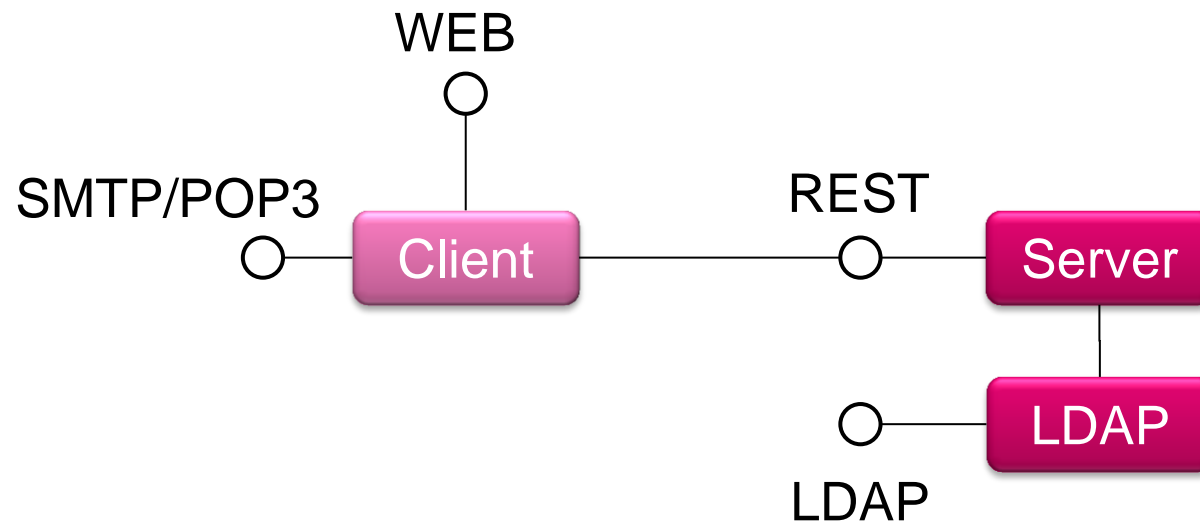 WEB
SMTP/POP3
REST
Client
Server
LDAP
LDAP